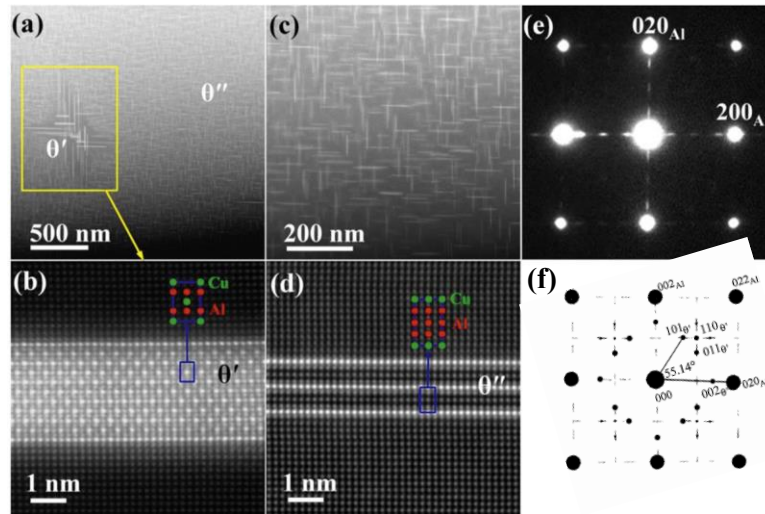 (a)
θ″
θ′
500 nm
(c)
200 nm
(e)
020Al
200A
(b)
Cu
Al
θ′
1 nm
(d)
Cu
Al
θ″
1 nm
(f)
002Al
022Al
101θ′
110θ′
011θ′
55.14°
000
002θ′
020A